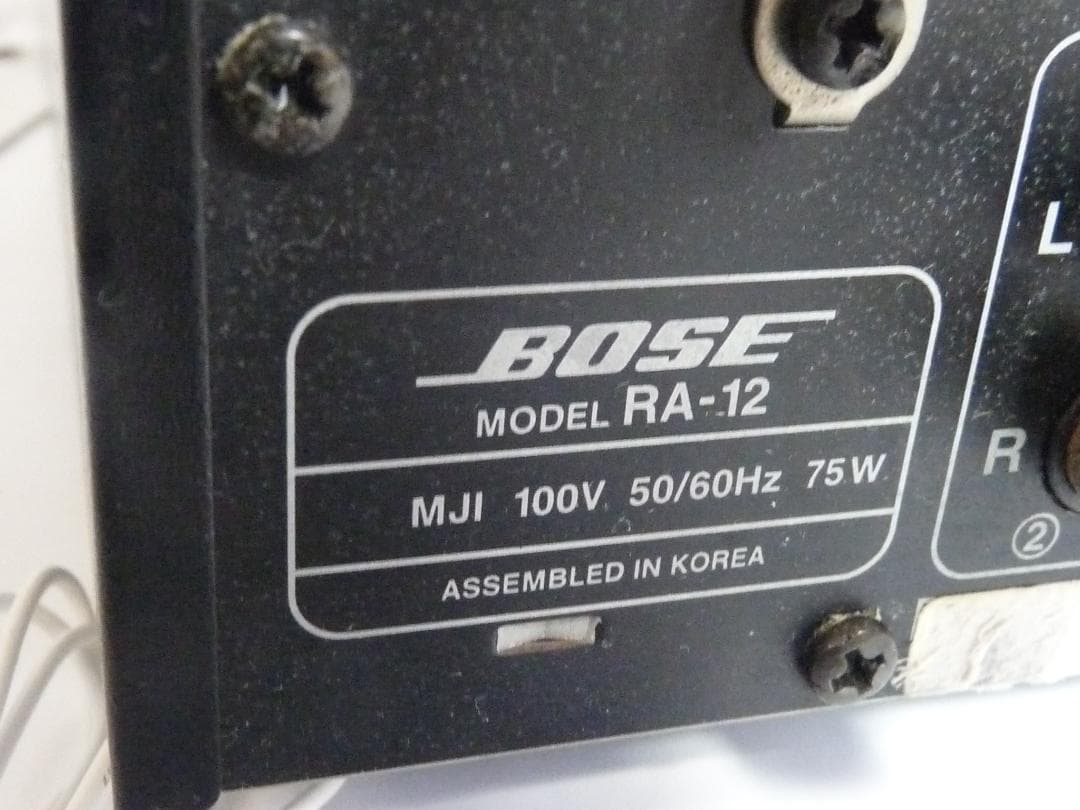 BOSE
MODEL RA-12
MJI 100V 50/60Hz 75W
ASSEMBLED IN KOREA
L
R
②